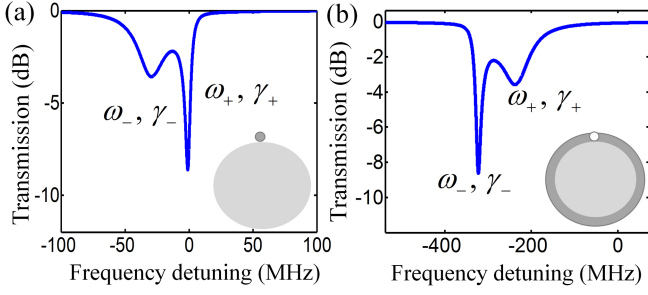 (a)
0
-5
-10
Transmission (dB)
ω₋, γ₋
ω₊, γ₊
-100
-50
0
50
100
Frequency detuning (MHz)
(b)
0
-2
-4
-6
-8
-10
Transmission (dB)
ω₊, γ₊
ω₋, γ₋
-400
-200
0
Frequency detuning (MHz)